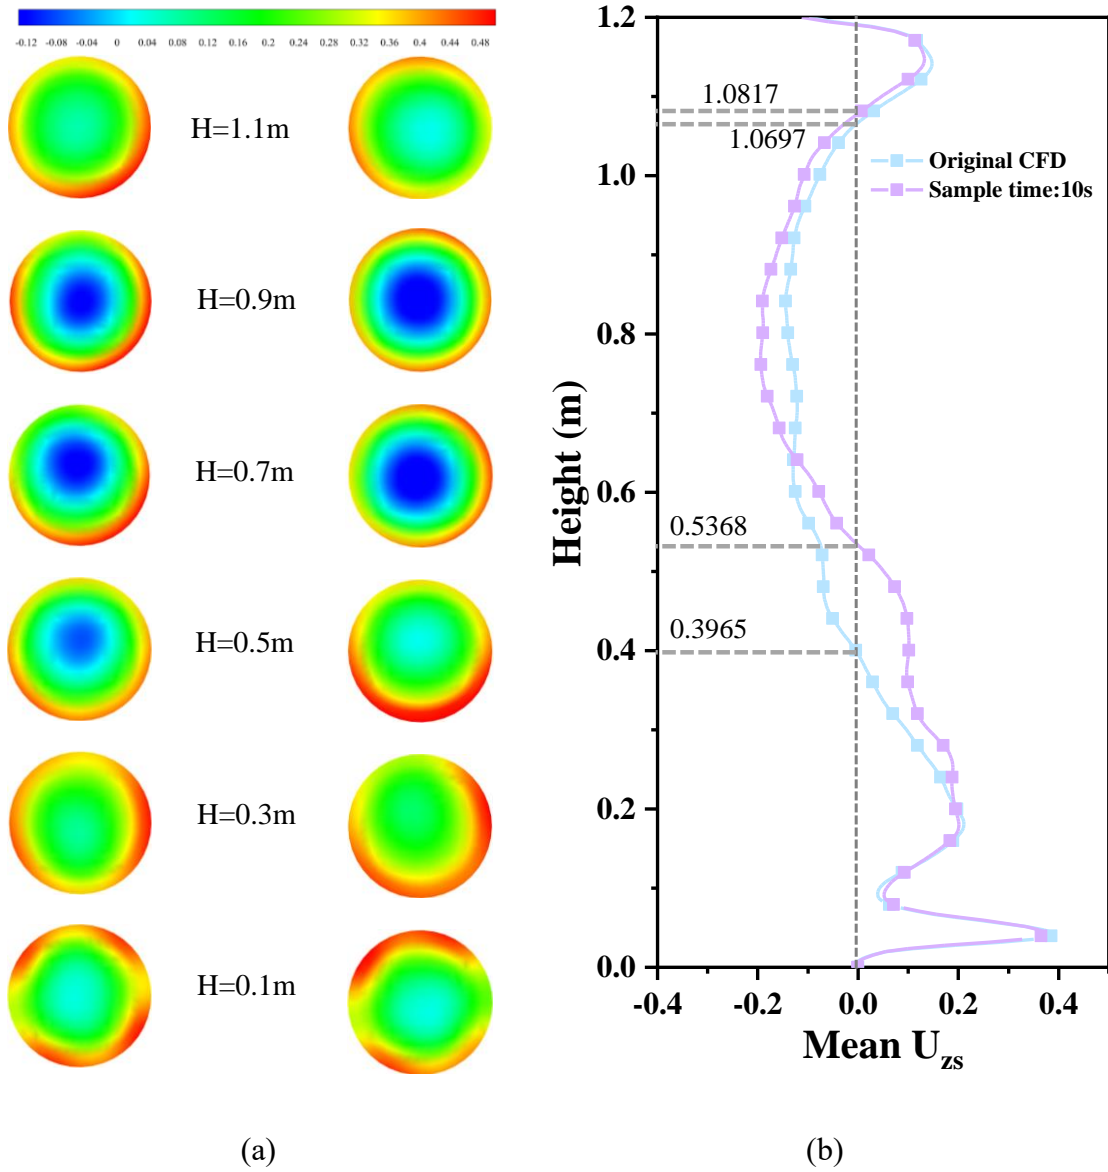 -0.12 -0.08 -0.04 0 0.04 0.08 0.12 0.16 0.2 0.24 0.28 0.32 0.36 0.4 0.44 0.48
H=1.1m
H=0.9m
H=0.7m
H=0.5m
H=0.3m
H=0.1m
(a)
Height (m)
1.2
1.0
0.8
0.6
0.4
0.2
0.0
1.0817
1.0697
0.5368
0.3965
Original CFD
Sample time:10s
-0.4 -0.2 0.0 0.2 0.4
Mean Uzs
(b)